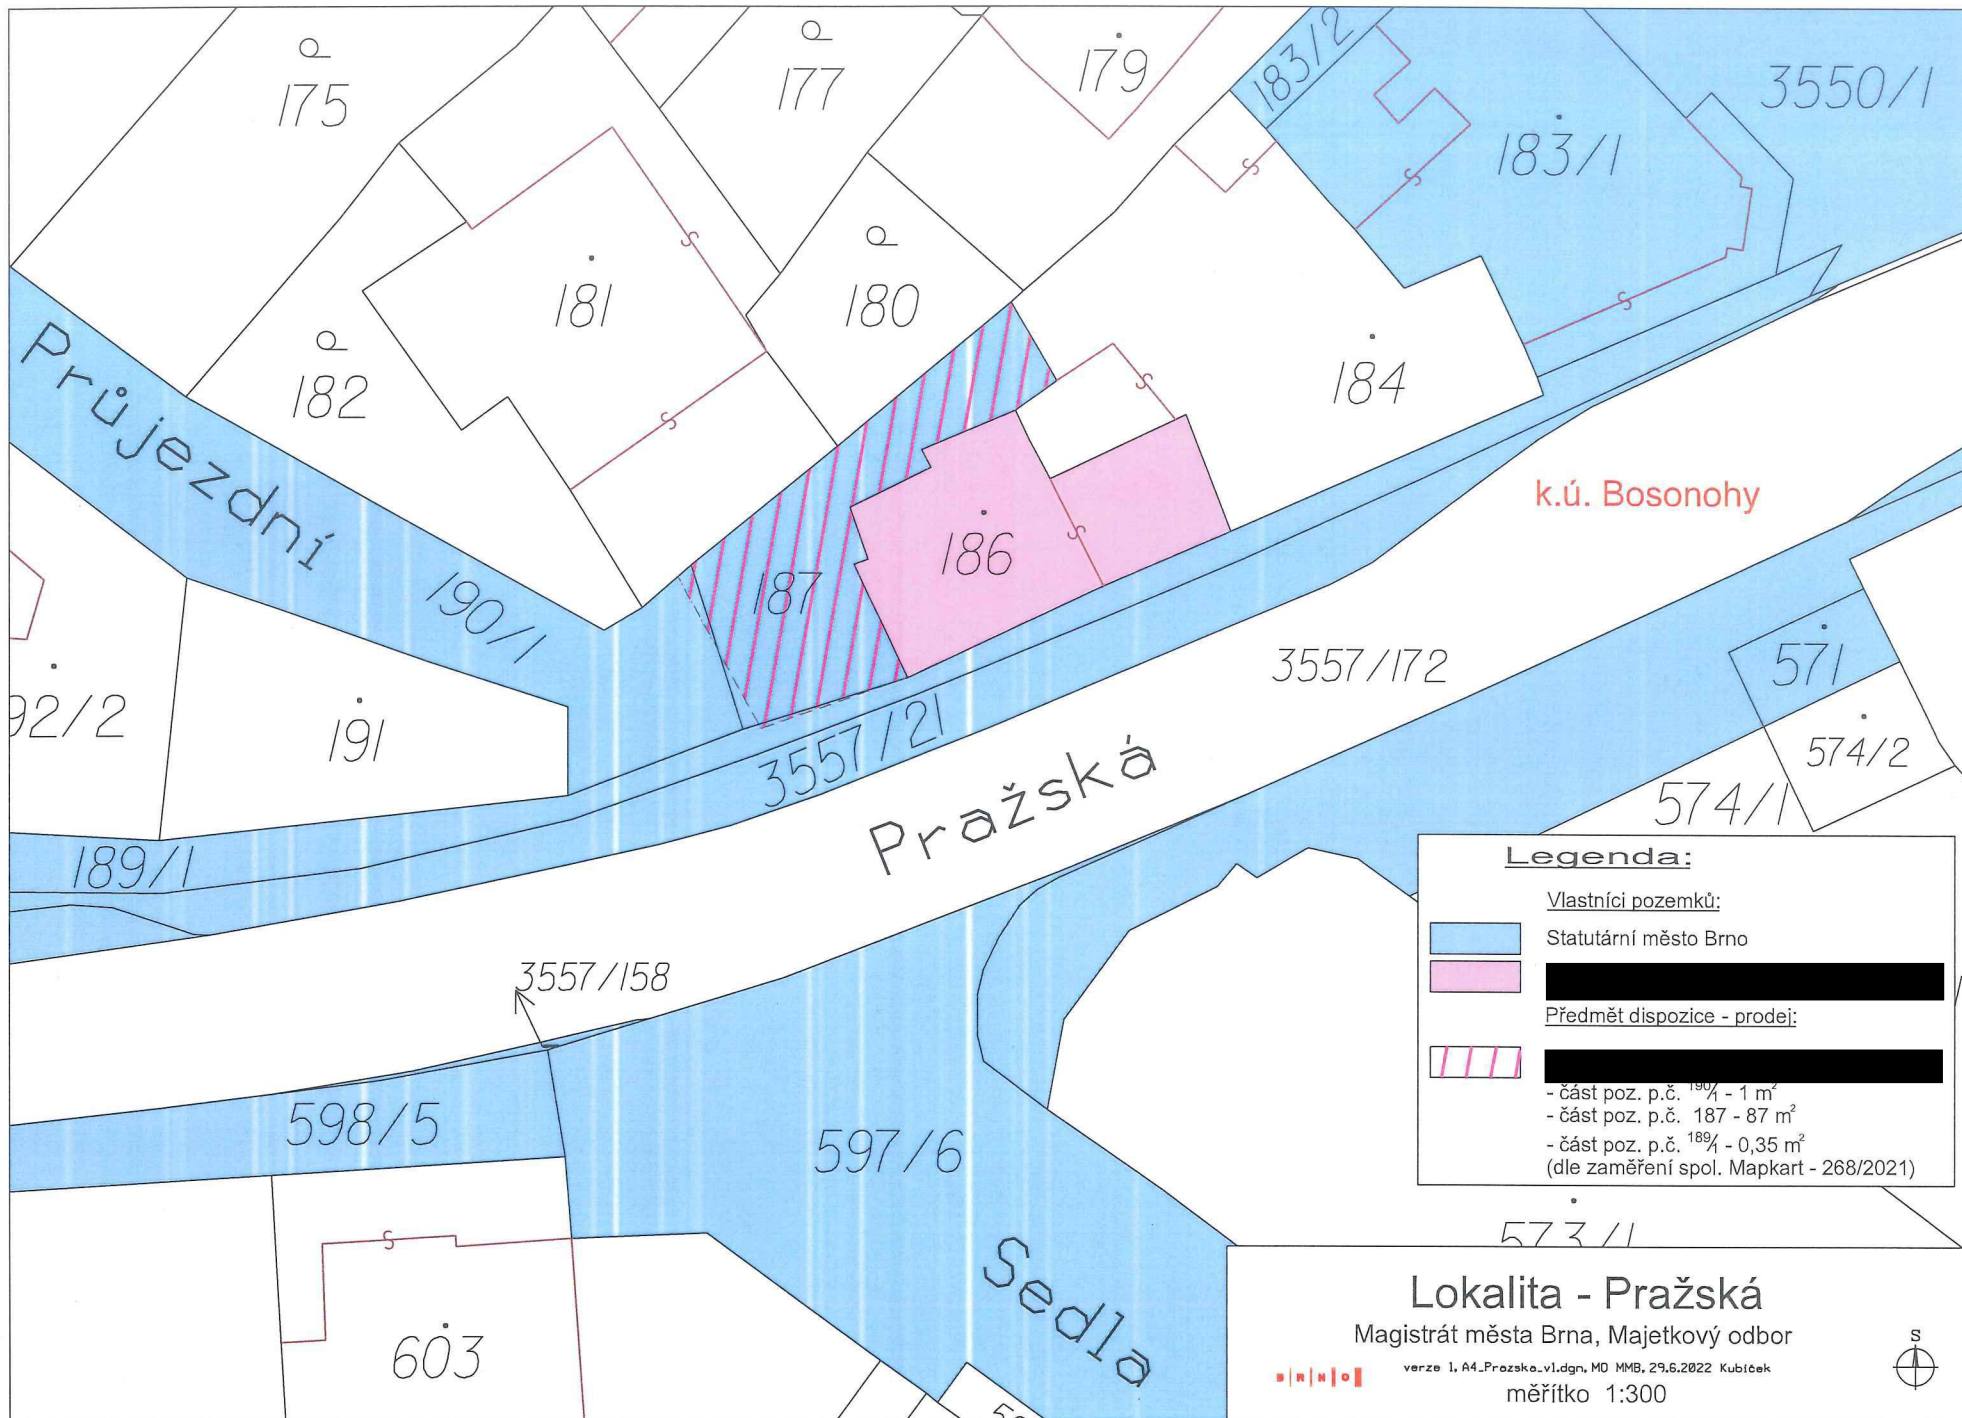 175
177
179
183/2
3550/1
183/1
181
180
182
184
Průjezdní
k.ú. Bosonohy
186
187
190/1
3557/172
571
92/2
191
574/2
3557/21
574/1
Pražská
189/1
Legenda:
Vlastníci pozemků:
Statutární město Brno
Předmět dispozice - prodej:
- část poz. p.č. 190/1 - 1 m²
- část poz. p.č. 187 - 87 m²
- část poz. p.č. 189/1 - 0,35 m²
(dle zaměření spol. Mapkart - 268/2021)
3557/158
598/5
597/6
573/1
Sedla
603
Lokalita - Pražská
Magistrát města Brna, Majetkový odbor
verze 1, A4_Prazska_v1.dgn, MO MMB, 29.6.2022 Kubíček
BRNO
měřítko 1:300
S